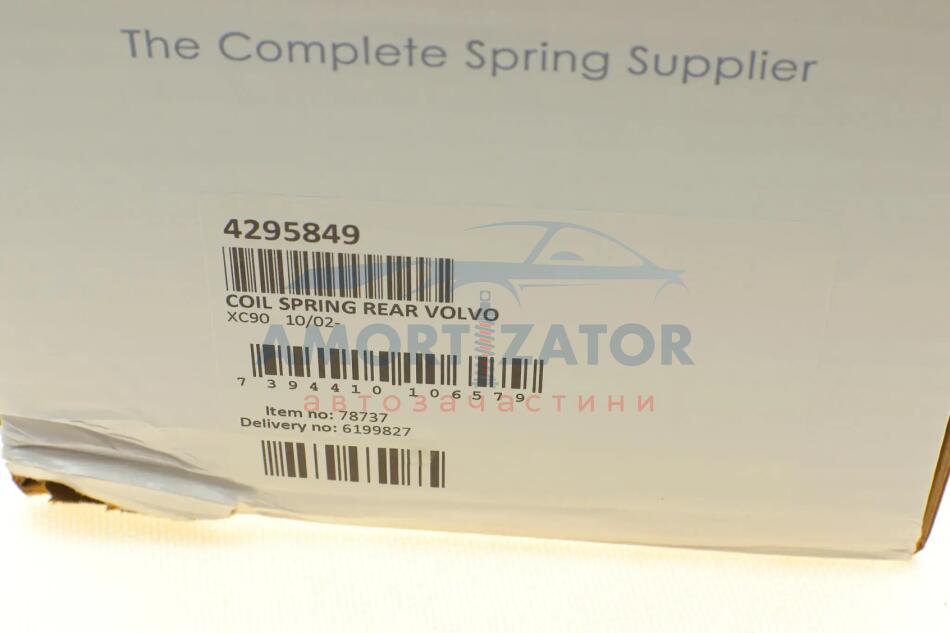 The Complete Spring Supplier
4295849
COIL SPRING REAR VOLVO
XC90 10/02-
AMORTIZATOR
7 394410 106579
автозапчастини
Item no: 78737
Delivery no: 6199827